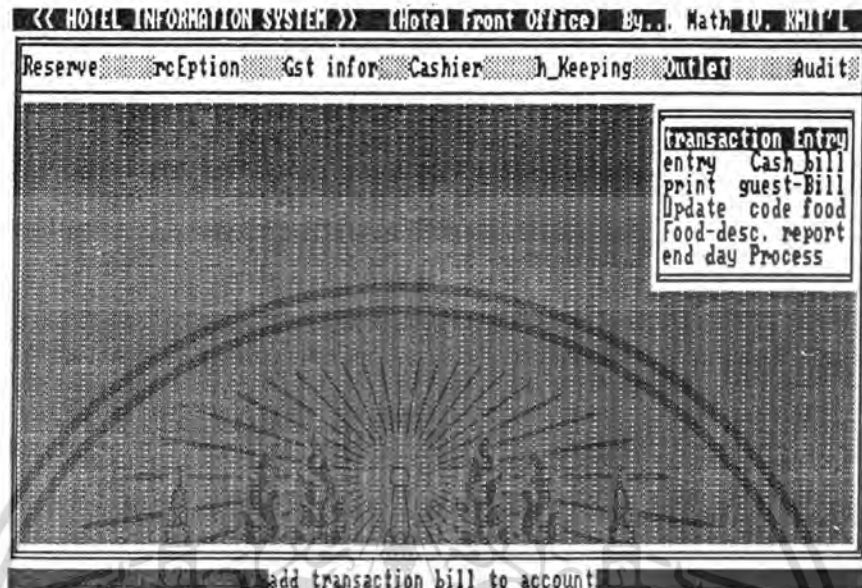 << HOTEL INFORMATION SYSTEM >> [Hotel Front Office] By... Math IV. KMIT'L
Reserve rcEption Gst infor Cashier h_Keeping Outlet Audit
transaction Entry
entry Cash_bill
print guest-Bill
Update code food
Food-desc. report
end day Process
add transaction bill to account